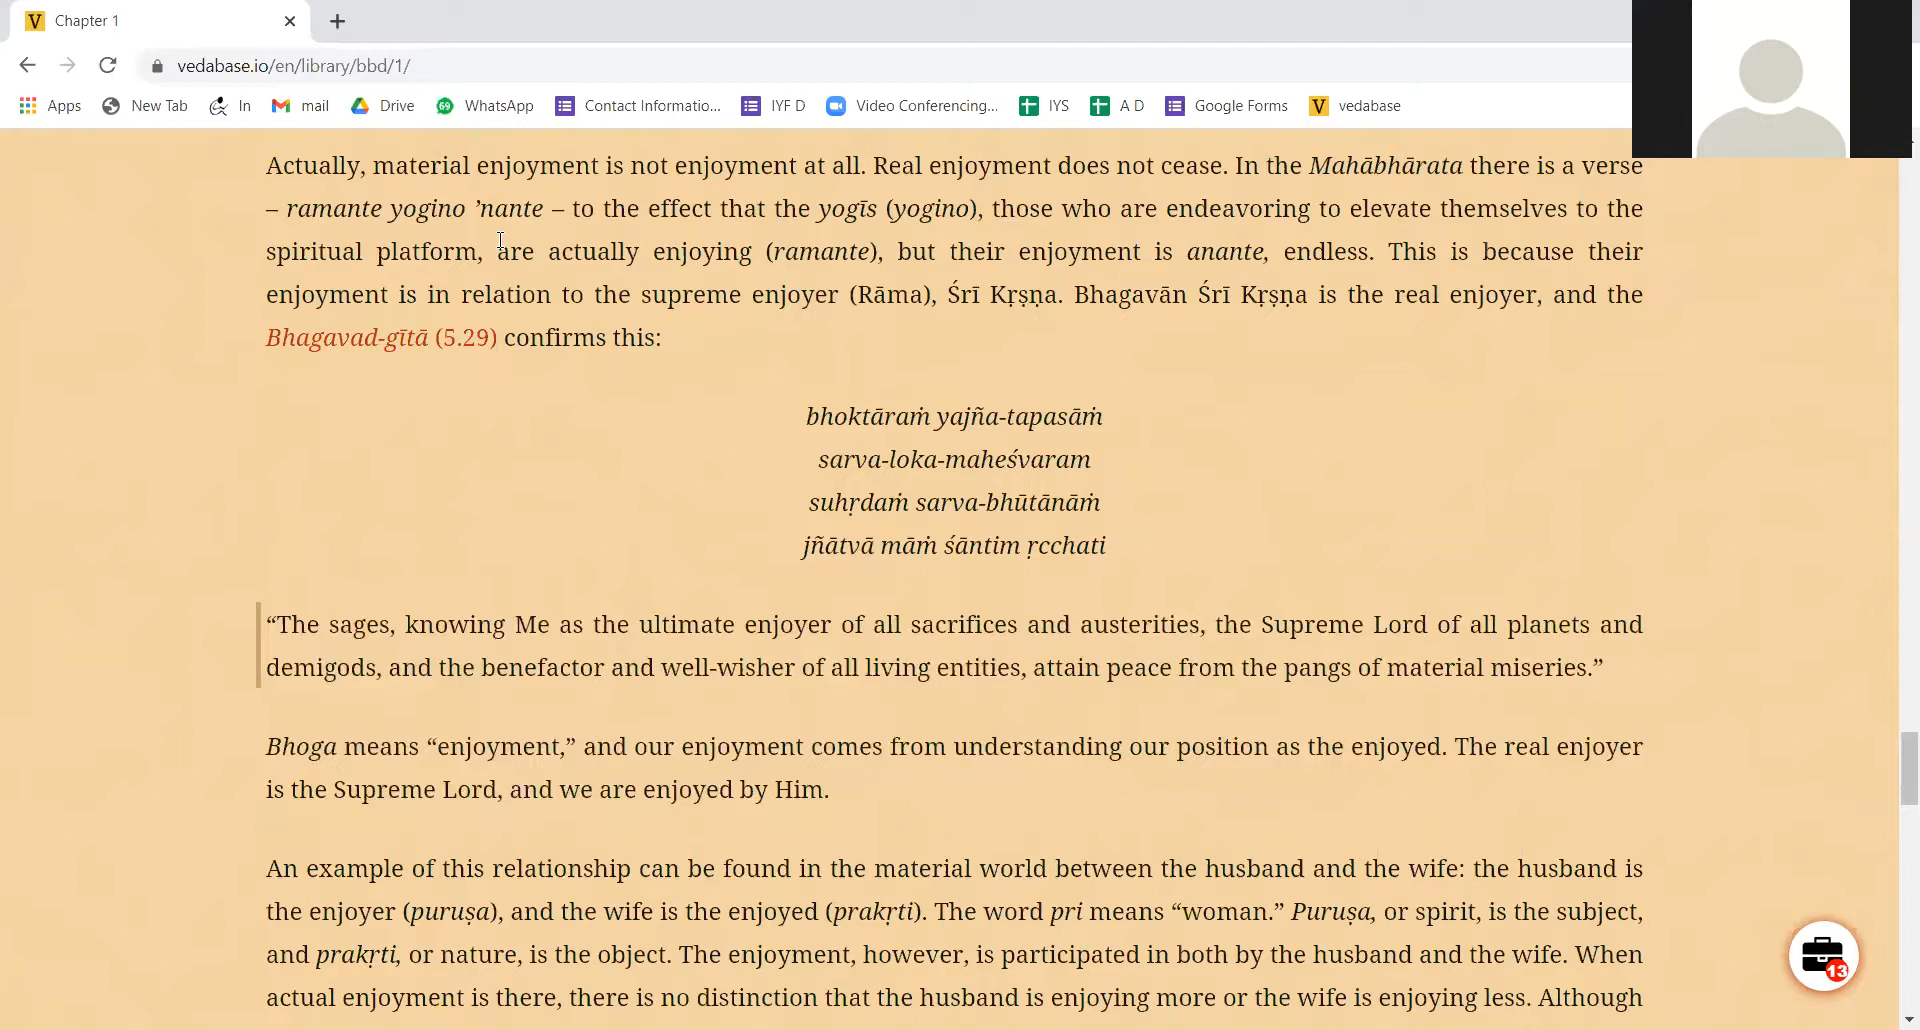 Chapter 1
vedabase.io/en/library/bbd/1/
Apps New Tab In mail Drive 69 WhatsApp Contact Informatio... IYF D Video Conferencing... IYS A D Google Forms V vedabase
Actually, material enjoyment is not enjoyment at all. Real enjoyment does not cease. In the Mahābhārata there is a verse
– ramante yogino ’nante – to the effect that the yogīs (yogino), those who are endeavoring to elevate themselves to the
spiritual platform, are actually enjoying (ramante), but their enjoyment is anante, endless. This is because their
enjoyment is in relation to the supreme enjoyer (Rāma), Śrī Kṛṣṇa. Bhagavān Śrī Kṛṣṇa is the real enjoyer, and the
Bhagavad-gītā (5.29) confirms this:
bhoktāraṁ yajña-tapasāṁ
sarva-loka-maheśvaram
suhṛdaṁ sarva-bhūtānāṁ
jñātvā māṁ śāntim ṛcchati
“The sages, knowing Me as the ultimate enjoyer of all sacrifices and austerities, the Supreme Lord of all planets and
demigods, and the benefactor and well-wisher of all living entities, attain peace from the pangs of material miseries.”
Bhoga means “enjoyment,” and our enjoyment comes from understanding our position as the enjoyed. The real enjoyer
is the Supreme Lord, and we are enjoyed by Him.
An example of this relationship can be found in the material world between the husband and the wife: the husband is
the enjoyer (puruṣa), and the wife is the enjoyed (prakṛti). The word pri means “woman.” Puruṣa, or spirit, is the subject,
and prakṛti, or nature, is the object. The enjoyment, however, is participated in both by the husband and the wife. When
actual enjoyment is there, there is no distinction that the husband is enjoying more or the wife is enjoying less. Although
13